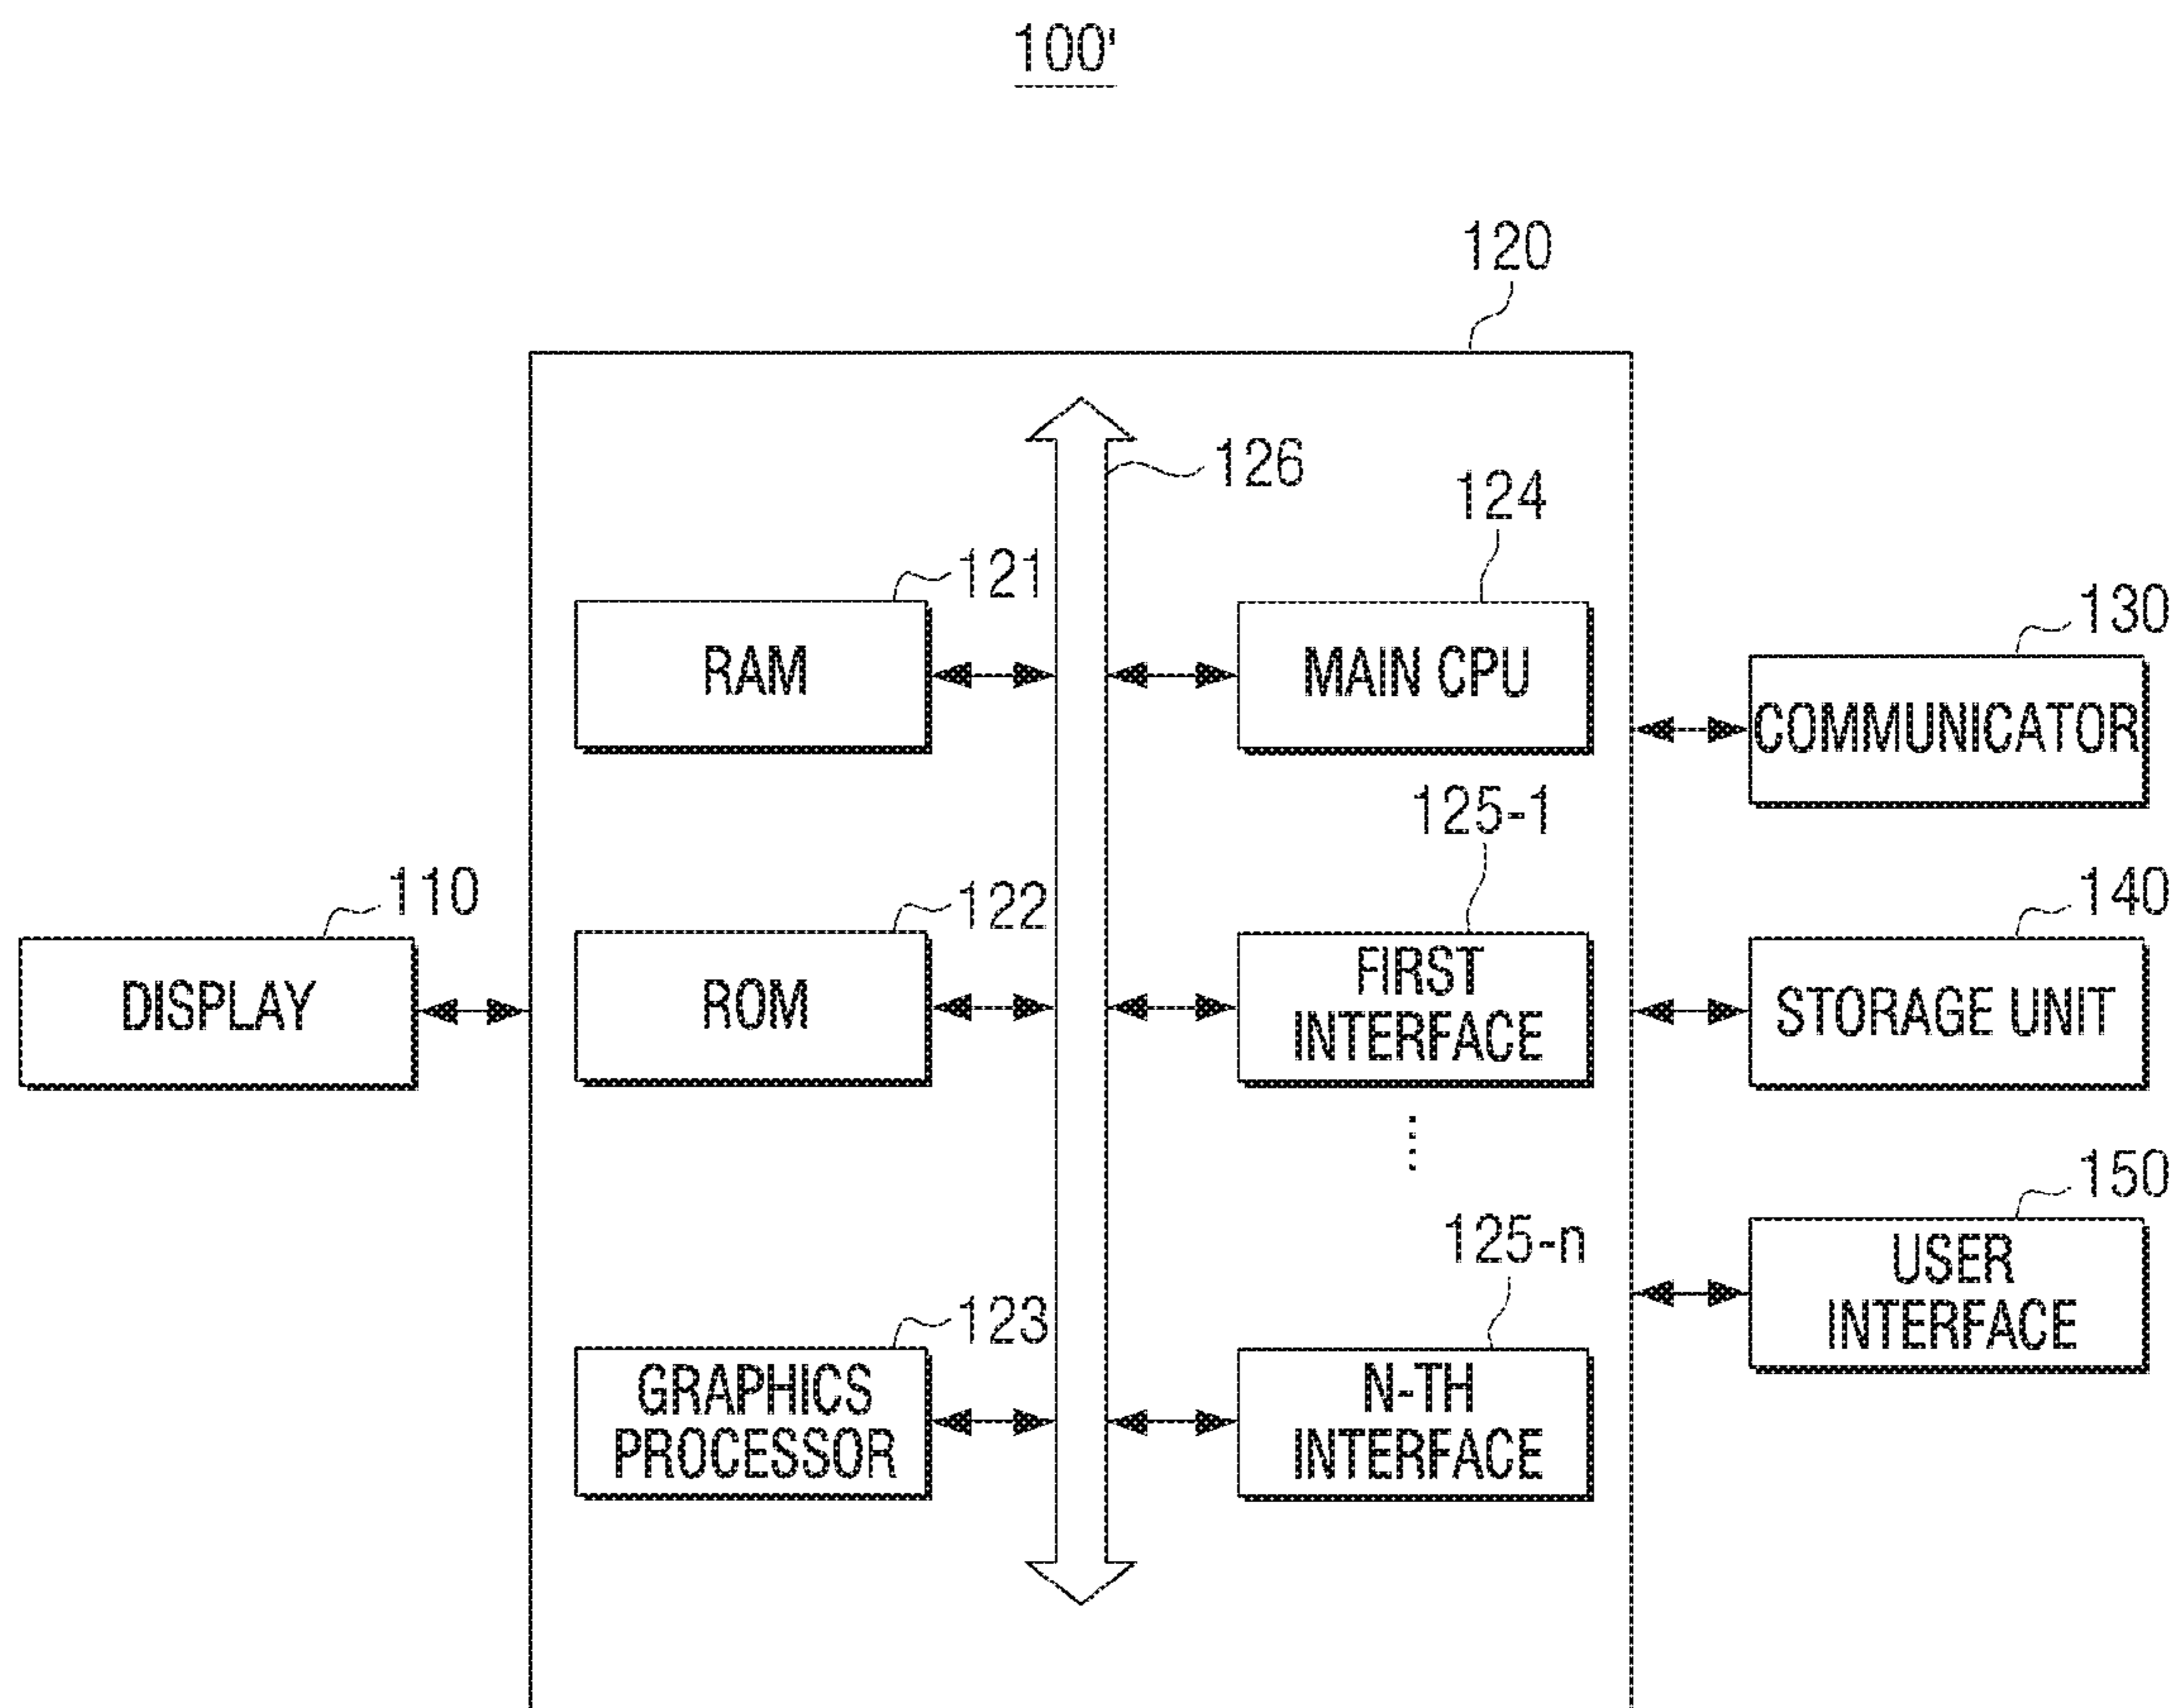 100'
120
126
124
121
RAM
MAIN CPU
130
COMMUNICATOR
125-1
110
DISPLAY
122
ROM
FIRST
INTERFACE
140
STORAGE UNIT
125-n
150
USER
INTERFACE
123
GRAPHICS
PROCESSOR
N-TH
INTERFACE